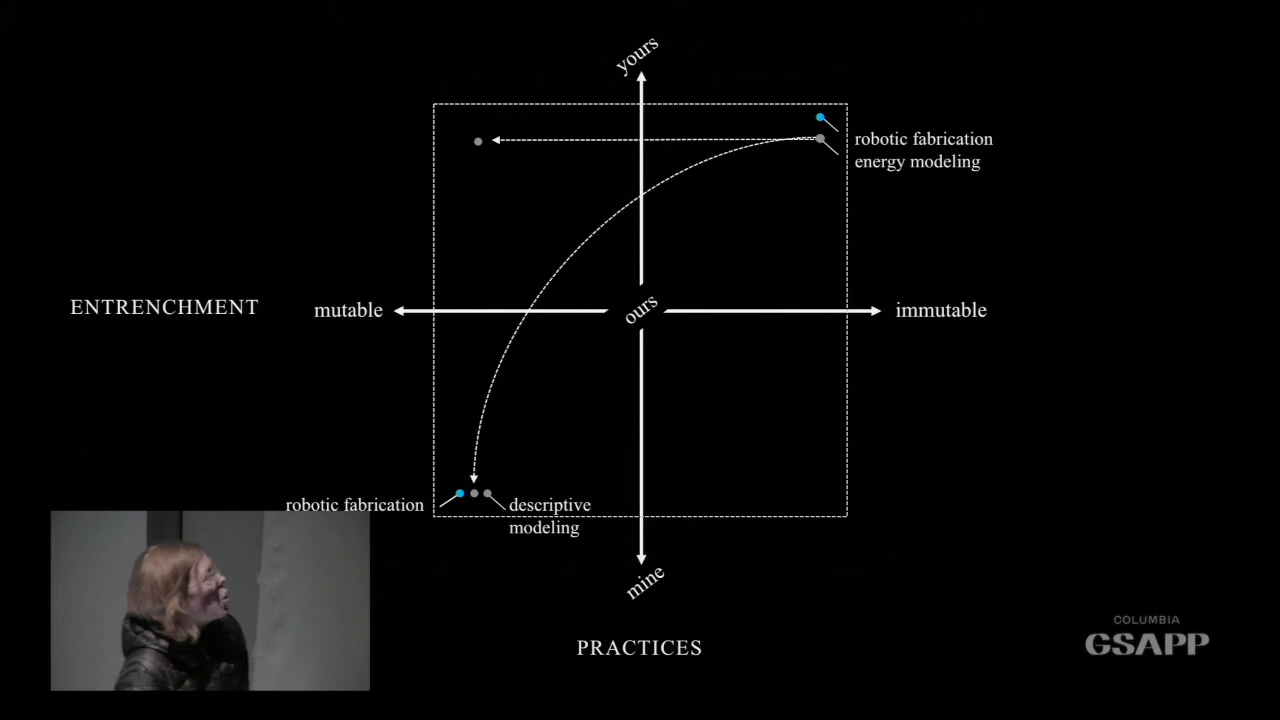 yours
robotic fabrication
energy modeling
ENTRENCHMENT
mutable
ours
immutable
robotic fabrication
descriptive
modeling
mine
PRACTICES
COLUMBIA
GSAPP